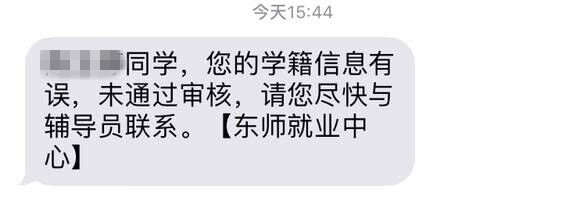 今天15:44
同学，您的学籍信息有
误，未通过审核，请您尽快与
辅导员联系。【东师就业中
心】